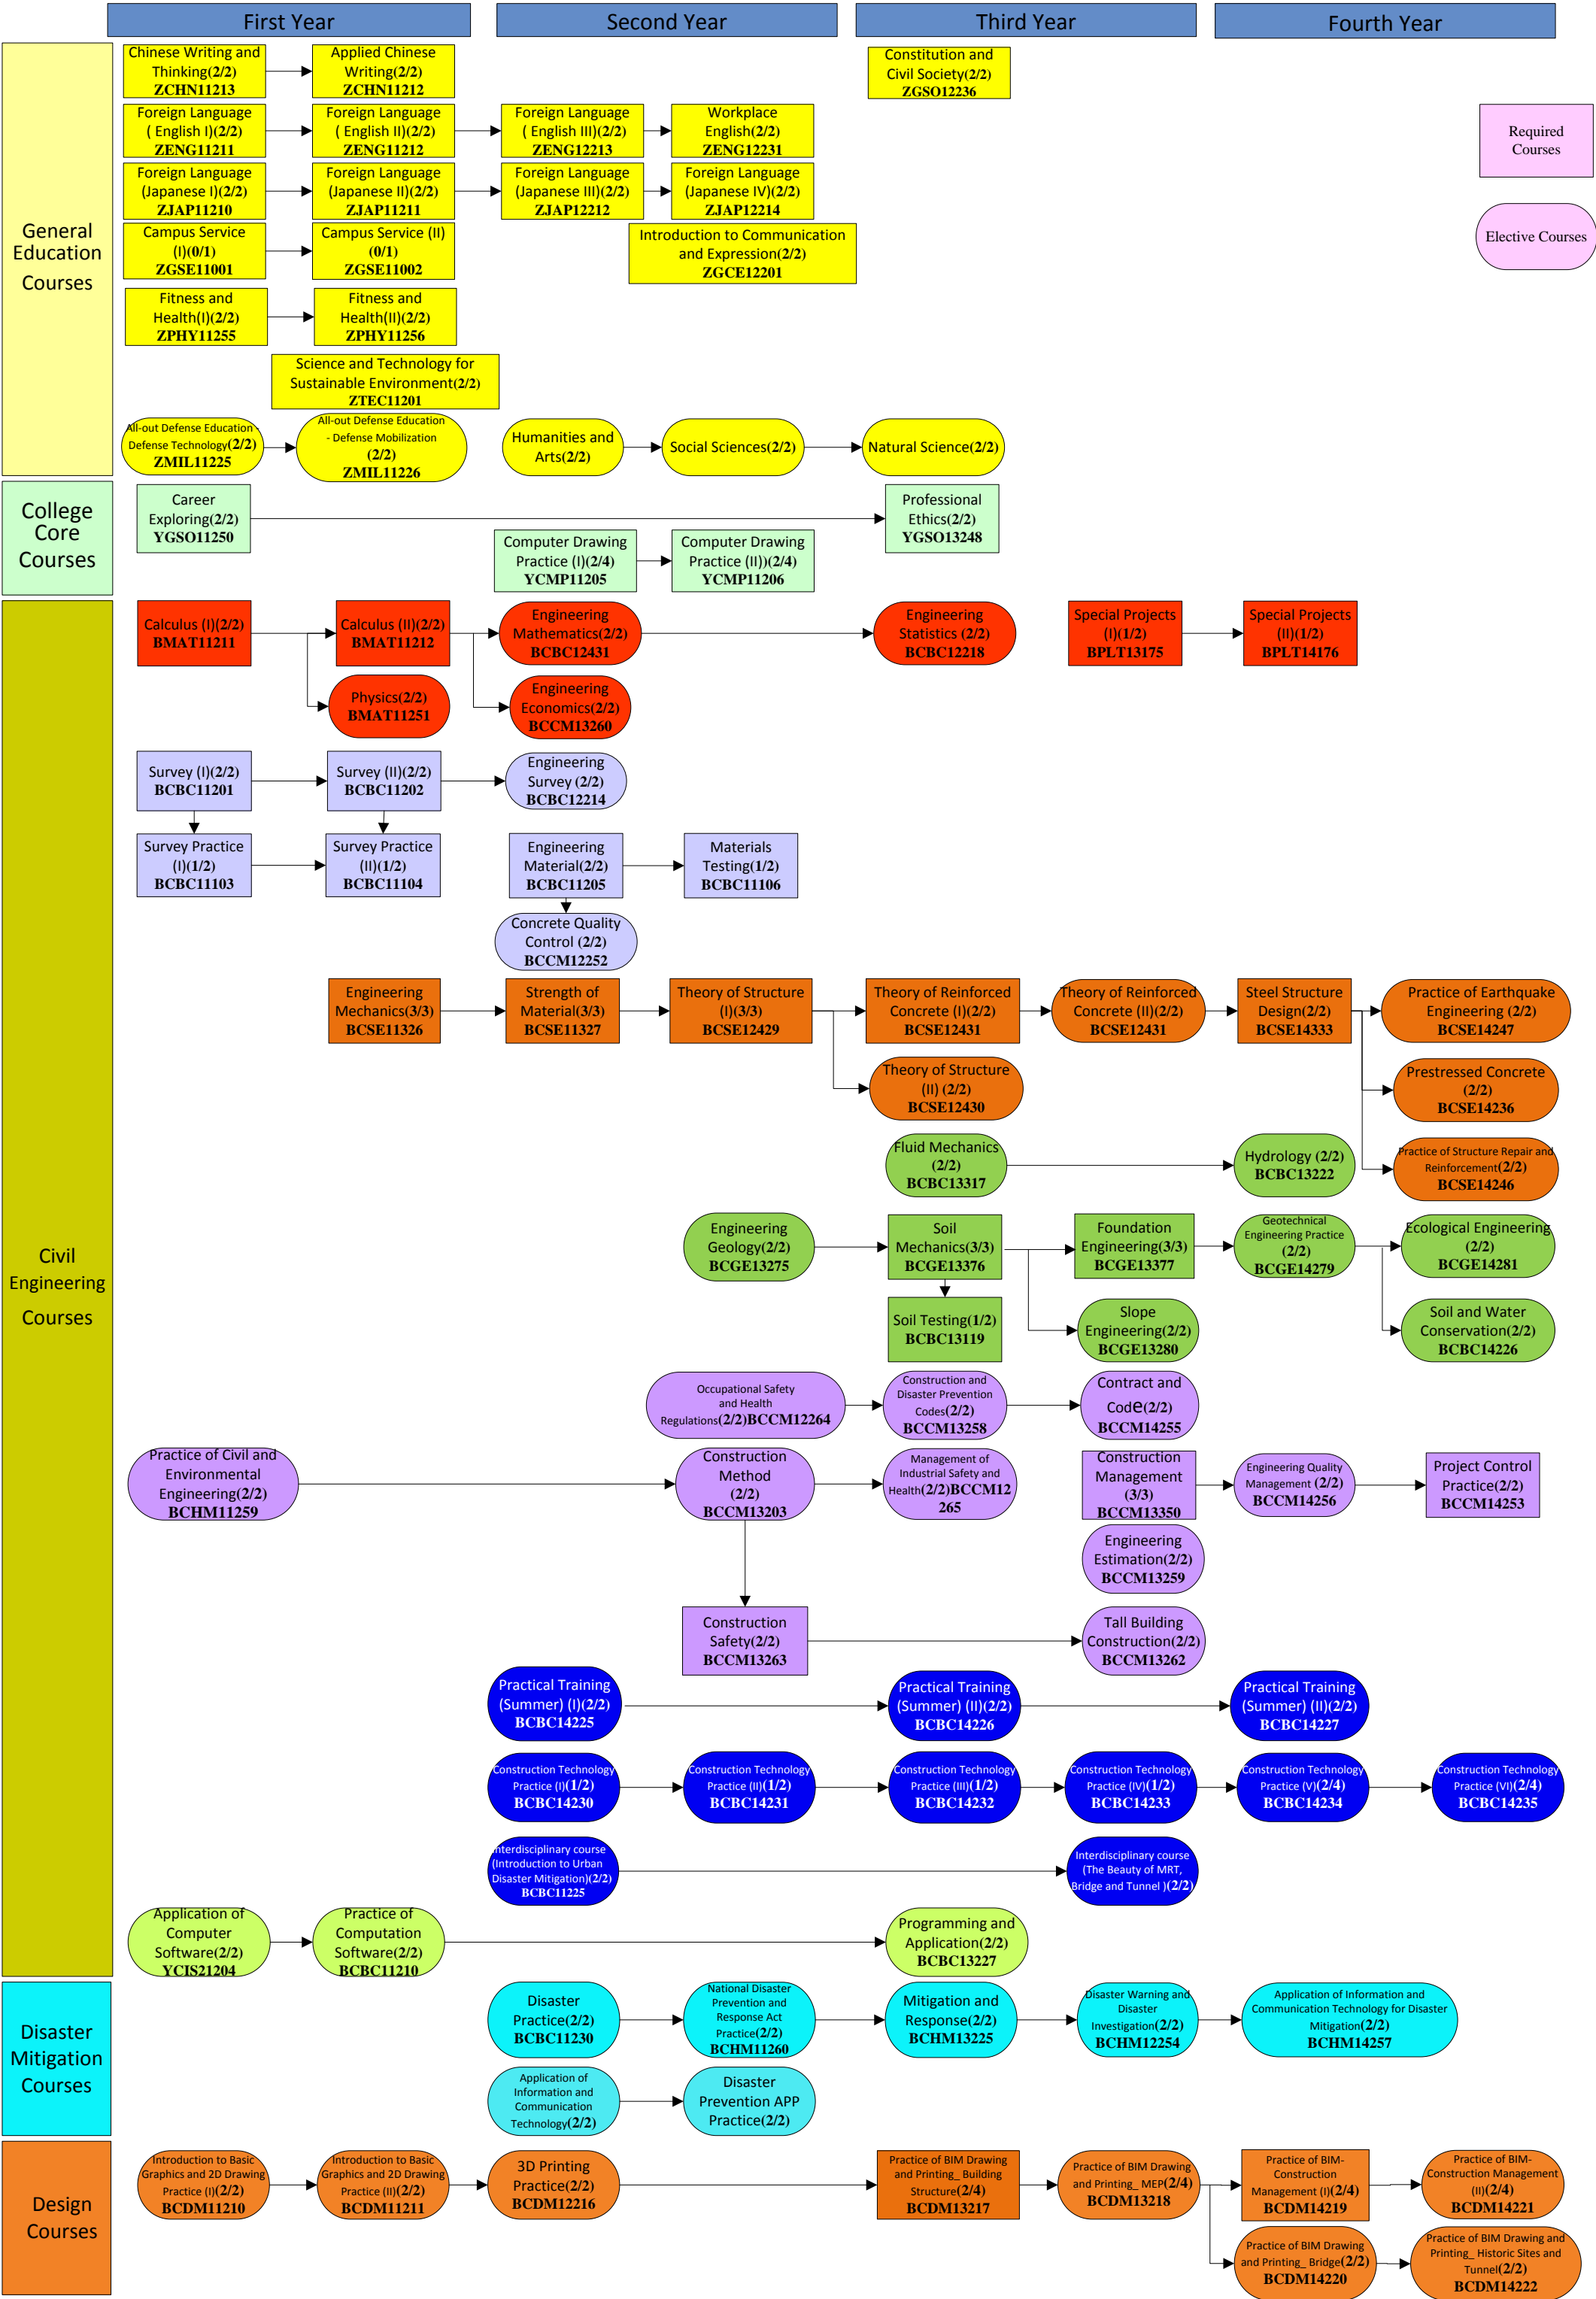 First Year
Second Year
Third Year
Fourth Year
General
Education
Courses
Chinese Writing and
Thinking(2/2)
ZCHN11213
Applied Chinese
Writing(2/2)
ZCHN11212
Constitution and
Civil Society(2/2)
ZGSO12236
Foreign Language
( English I)(2/2)
ZENG11211
Foreign Language
( English II)(2/2)
ZENG11212
Foreign Language
( English III)(2/2)
ZENG12213
Workplace
English(2/2)
ZENG12231
Required
Courses
Foreign Language
(Japanese I)(2/2)
ZJAP11210
Foreign Language
(Japanese II)(2/2)
ZJAP11211
Foreign Language
(Japanese III)(2/2)
ZJAP12212
Foreign Language
(Japanese IV)(2/2)
ZJAP12214
Elective Courses
Campus Service
(I)(0/1)
ZGSE11001
Campus Service (II)
(0/1)
ZGSE11002
Introduction to Communication
and Expression(2/2)
ZGCE12201
Fitness and
Health(I)(2/2)
ZPHY11255
Fitness and
Health(II)(2/2)
ZPHY11256
Science and Technology for
Sustainable Environment(2/2)
ZTEC11201
All-out Defense Education -
Defense Technology(2/2)
ZMIL11225
All-out Defense Education
- Defense Mobilization
(2/2)
ZMIL11226
Humanities and
Arts(2/2)
Social Sciences(2/2)
Natural Science(2/2)
College
Core
Courses
Career
Exploring(2/2)
YGSO11250
Professional
Ethics(2/2)
YGSO13248
Computer Drawing
Practice (I)(2/4)
YCMP11205
Computer Drawing
Practice (II))(2/4)
YCMP11206
Civil
Engineering
Courses
Calculus (I)(2/2)
BMAT11211
Calculus (II)(2/2)
BMAT11212
Engineering
Mathematics(2/2)
BCBC12431
Engineering
Statistics (2/2)
BCBC12218
Special Projects
(I)(1/2)
BPLT13175
Special Projects
(II)(1/2)
BPLT14176
Physics(2/2)
BMAT11251
Engineering
Economics(2/2)
BCCM13260
Survey (I)(2/2)
BCBC11201
Survey (II)(2/2)
BCBC11202
Engineering
Survey (2/2)
BCBC12214
Survey Practice
(I)(1/2)
BCBC11103
Survey Practice
(II)(1/2)
BCBC11104
Engineering
Material(2/2)
BCBC11205
Materials
Testing(1/2)
BCBC11106
Concrete Quality
Control (2/2)
BCCM12252
Engineering
Mechanics(3/3)
BCSE11326
Strength of
Material(3/3)
BCSE11327
Theory of Structure
(I)(3/3)
BCSE12429
Theory of Reinforced
Concrete (I)(2/2)
BCSE12431
Theory of Reinforced
Concrete (II)(2/2)
BCSE12431
Steel Structure
Design(2/2)
BCSE14333
Practice of Earthquake
Engineering (2/2)
BCSE14247
Theory of Structure
(II) (2/2)
BCSE12430
Prestressed Concrete
(2/2)
BCSE14236
Fluid Mechanics
(2/2)
BCBC13317
Hydrology (2/2)
BCBC13222
Practice of Structure Repair and
Reinforcement(2/2)
BCSE14246
Engineering
Geology(2/2)
BCGE13275
Soil
Mechanics(3/3)
BCGE13376
Foundation
Engineering(3/3)
BCGE13377
Geotechnical
Engineering Practice
(2/2)
BCGE14279
Ecological Engineering
(2/2)
BCGE14281
Soil Testing(1/2)
BCBC13119
Slope
Engineering(2/2)
BCGE13280
Soil and Water
Conservation(2/2)
BCBC14226
Occupational Safety
and Health
Regulations(2/2)BCCM12264
Construction and
Disaster Prevention
Codes(2/2)
BCCM13258
Contract and
Code(2/2)
BCCM14255
Practice of Civil and
Environmental
Engineering(2/2)
BCHM11259
Construction
Method
(2/2)
BCCM13203
Management of
Industrial Safety and
Health(2/2)BCCM12
265
Construction
Management
(3/3)
BCCM13350
Engineering Quality
Management (2/2)
BCCM14256
Project Control
Practice(2/2)
BCCM14253
Engineering
Estimation(2/2)
BCCM13259
Construction
Safety(2/2)
BCCM13263
Tall Building
Construction(2/2)
BCCM13262
Practical Training
(Summer) (I)(2/2)
BCBC14225
Practical Training
(Summer) (II)(2/2)
BCBC14226
Practical Training
(Summer) (II)(2/2)
BCBC14227
Construction Technology
Practice (I)(1/2)
BCBC14230
Construction Technology
Practice (II)(1/2)
BCBC14231
Construction Technology
Practice (III)(1/2)
BCBC14232
Construction Technology
Practice (IV)(1/2)
BCBC14233
Construction Technology
Practice (V)(2/4)
BCBC14234
Construction Technology
Practice (VI)(2/4)
BCBC14235
Interdisciplinary course
(Introduction to Urban
Disaster Mitigation)(2/2)
BCBC11225
Interdisciplinary course
(The Beauty of MRT,
Bridge and Tunnel )(2/2)
Application of
Computer
Software(2/2)
YCIS21204
Practice of
Computation
Software(2/2)
BCBC11210
Programming and
Application(2/2)
BCBC13227
Disaster
Mitigation
Courses
Disaster
Practice(2/2)
BCBC11230
National Disaster
Prevention and
Response Act
Practice(2/2)
BCHM11260
Mitigation and
Response(2/2)
BCHM13225
Disaster Warning and
Disaster
Investigation(2/2)
BCHM12254
Application of Information and
Communication Technology for Disaster
Mitigation(2/2)
BCHM14257
Application of
Information and
Communication
Technology(2/2)
Disaster
Prevention APP
Practice(2/2)
Design
Courses
Introduction to Basic
Graphics and 2D Drawing
Practice (I)(2/2)
BCDM11210
Introduction to Basic
Graphics and 2D Drawing
Practice (II)(2/2)
BCDM11211
3D Printing
Practice(2/2)
BCDM12216
Practice of BIM Drawing
and Printing_ Building
Structure(2/4)
BCDM13217
Practice of BIM Drawing
and Printing_ MEP(2/4)
BCDM13218
Practice of BIM-
Construction
Management (I)(2/4)
BCDM14219
Practice of BIM-
Construction Management
(II)(2/4)
BCDM14221
Practice of BIM Drawing
and Printing_ Bridge(2/2)
BCDM14220
Practice of BIM Drawing and
Printing_ Historic Sites and
Tunnel(2/2)
BCDM14222